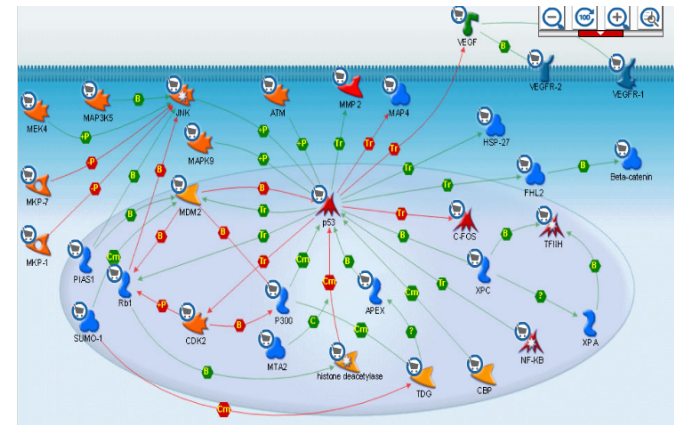 100%
VEGF
B
VEGFR-2
VEGFR-1
MEK4
MAP3K5
B
JNK
ATM
MMP2
MAP4
+P
+P
+P
Tr
Tr
Tr
HSP-27
MAPK9
B
-P
-P
Tr
Tr
B
Beta-catenin
FHL2
MKP-7
B
MDM2
B
p53
Tr
C-FOS
B
TFIIH
B
Tr
Tr
B
B
MKP-1
PIAS1
Cm
Rb1
B
B
Tr
Cm
B
Cm
Tr
XPC
?
B
-P
CDK2
B
P300
Cm
APEX
SUMO-1
C
Cm
?
XPA
MTA2
NF-KB
B
histone deacetylase
TDG
CBP
Cm